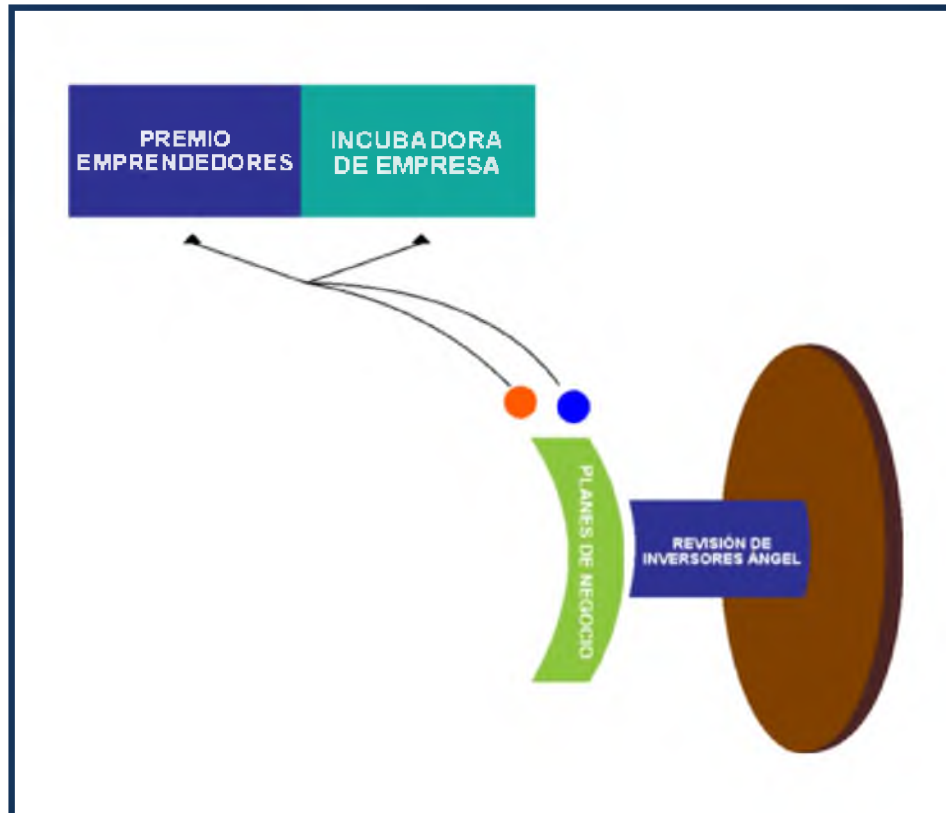 PREMIO
EMPRENDEDORES
INCUBADORA
DE EMPRESA
PLANES DE NEGOCIO
REVISIÓN DE
INVERSORES ÁNGEL